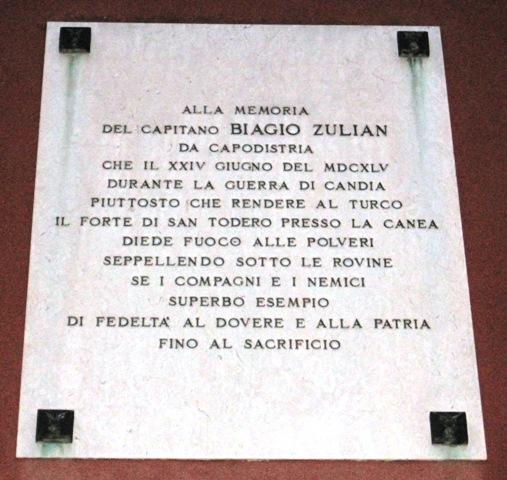 ALLA MEMORIA
DEL CAPITANO BIAGIO ZULIAN
DA CAPODISTRIA
CHE IL XXIV GIUGNO DEL MDCXLV
DURANTE LA GUERRA DI CANDIA
PIUTTOSTO CHE RENDERE AL TURCO
IL FORTE DI SAN TODERO PRESSO LA CANEA
DIEDE FUOCO ALLE POLVERI
SEPPELLENDO SOTTO LE ROVINE
SE I COMPAGNI E I NEMICI
SUPERBO ESEMPIO
DI FEDELTA' AL DOVERE E ALLA PATRIA
FINO AL SACRIFICIO